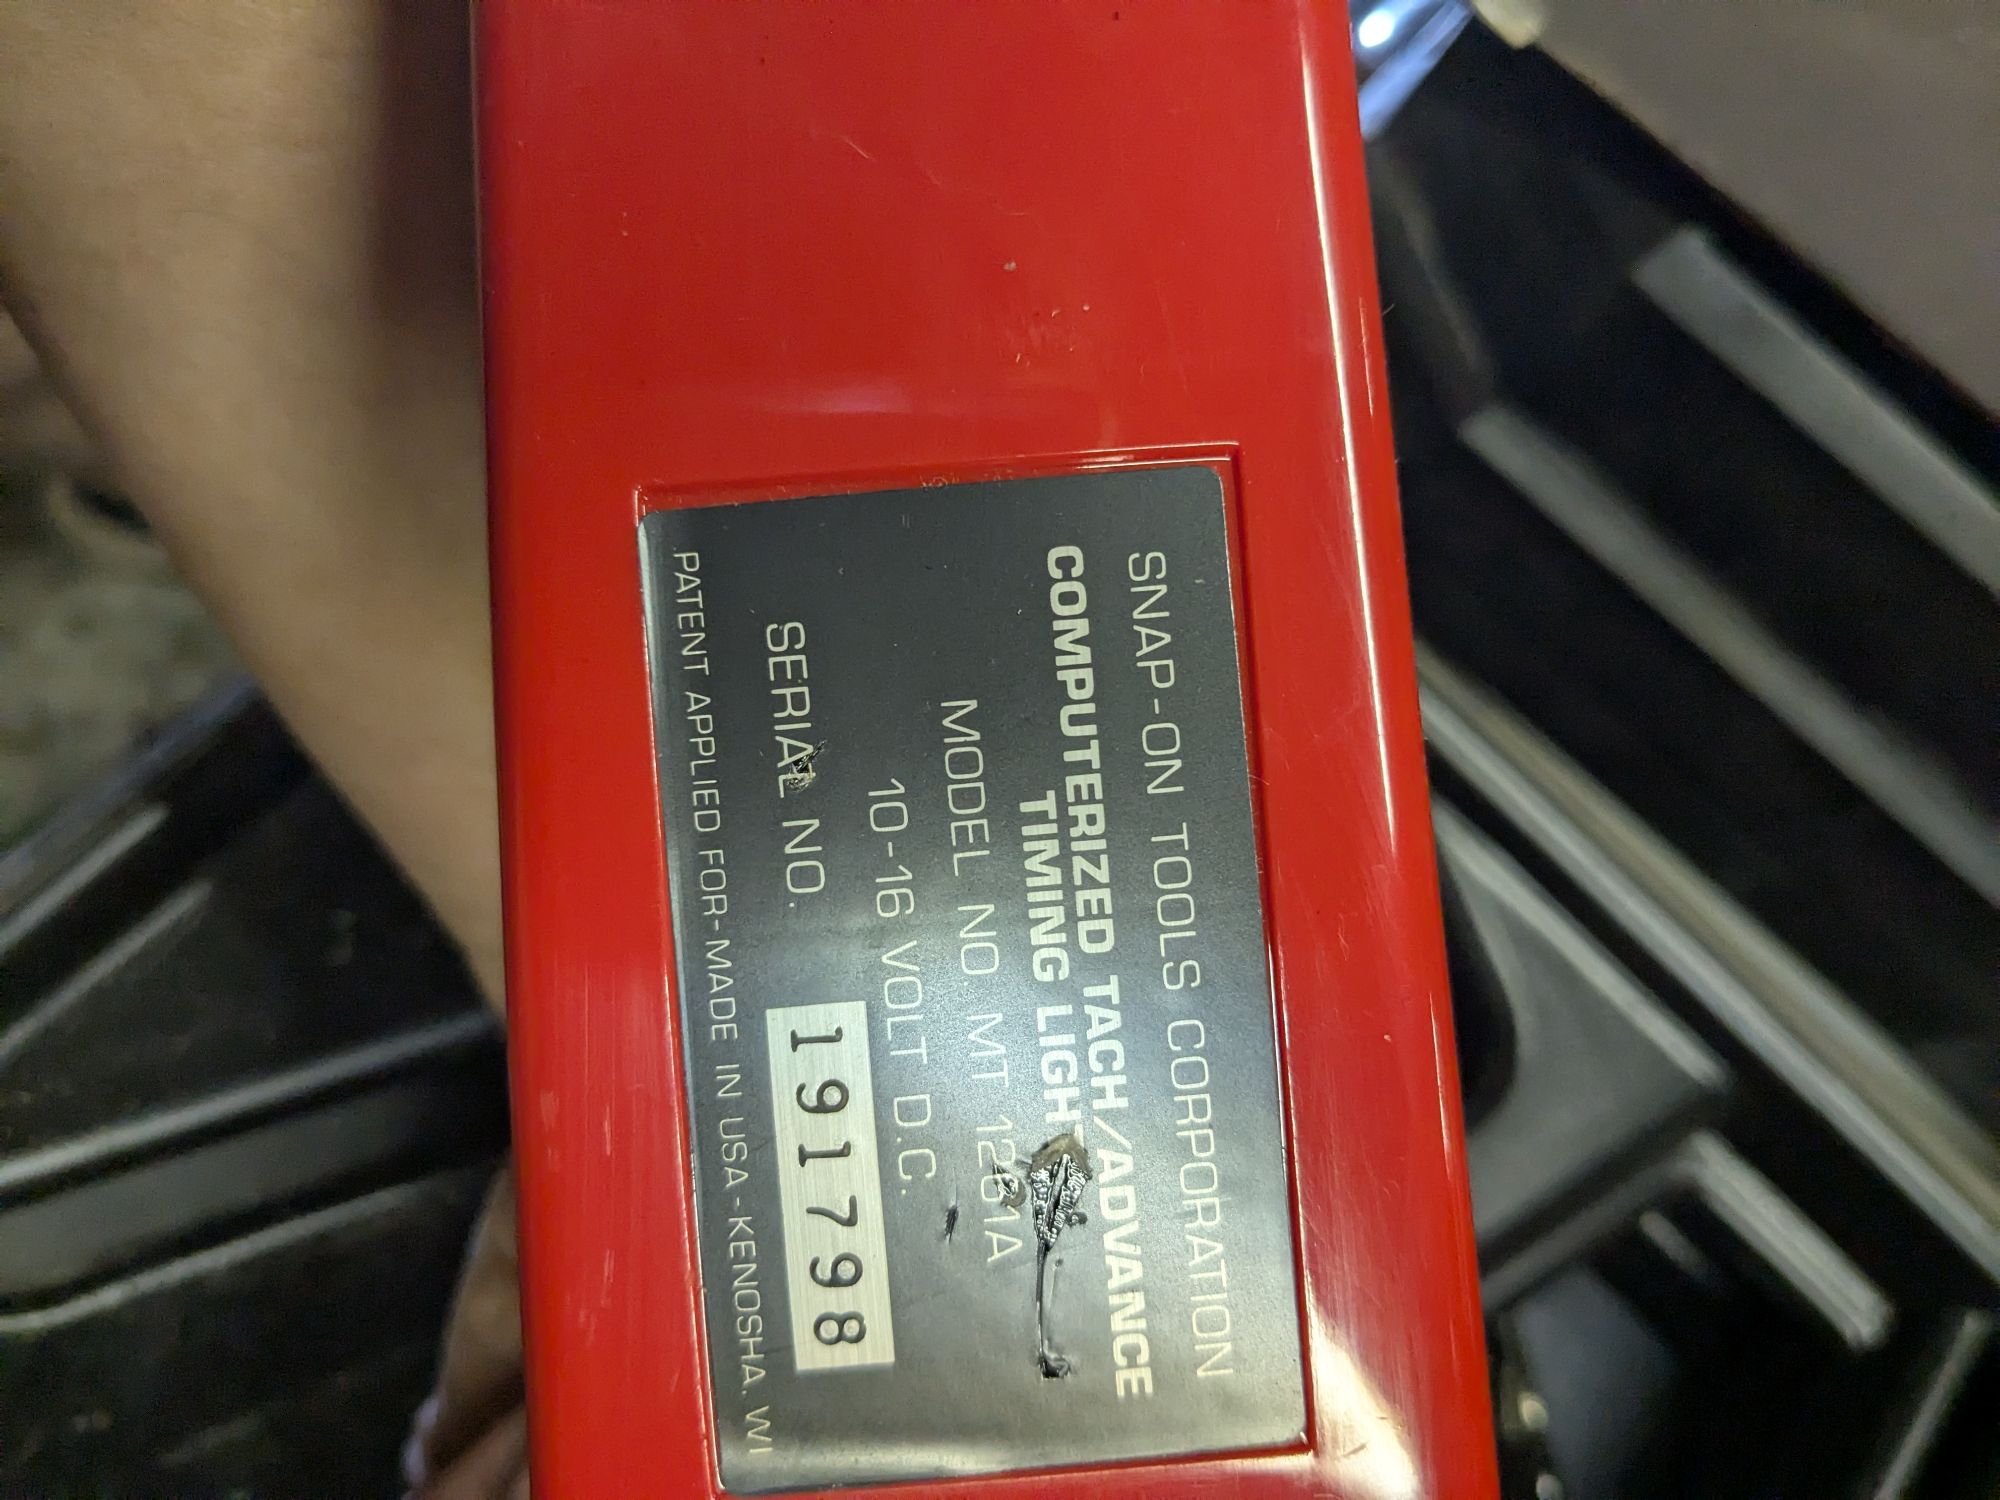 SNAP-ON TOOLS CORPORATION
COMPUTERIZED TACH/ADVANCE
TIMING LIGHT
MODEL NO. MT 1261A
10-16 VOLT D.C.
SERIAL NO. 191798
PATENT APPLIED FOR-MADE IN USA-KENOSHA, WI